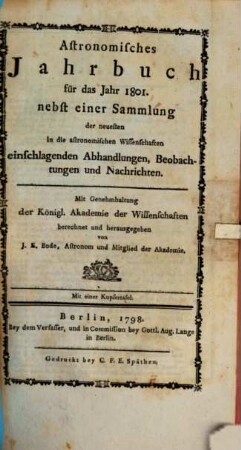 Astronomisches
Jahrbuch
für das Jahr 1801.
nebst einer Sammlung
der neuesten
in die astronomischen Wissenschaften
einschlagenden Abhandlungen, Beobach-
tungen und Nachrichten.
Mit Genehmhaltung
der Königl. Akademie der Wissenschaften
berechnet und herausgegeben
von
J. E. Bode, Astronom und Mitglied der Akademie.
Mit einer Kupfertafel.
Berlin, 1798.
Bey dem Verfasser, und in Commission bey Gottl. Aug. Lange
in Berlin.
Gedruckt bey C. F. E. Späthen.